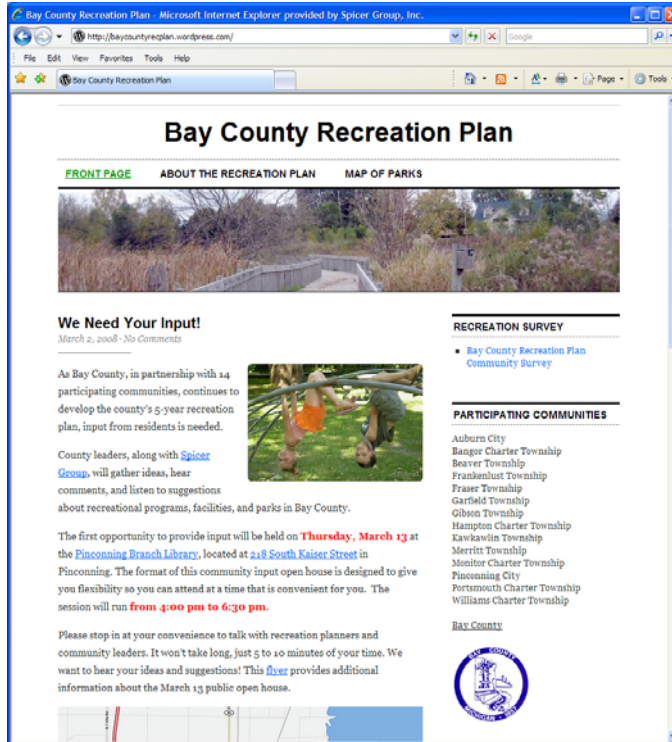 Bay County Recreation Plan - Microsoft Internet Explorer provided by Spicer Group, Inc.
http://baycountyrecplan.wordpress.com/
Google
File Edit View Favorites Tools Help
Bay County Recreation Plan
Page
Tools
Bay County Recreation Plan
FRONT PAGE ABOUT THE RECREATION PLAN MAP OF PARKS
We Need Your Input!
March 2, 2008 · No Comments
As Bay County, in partnership with 14
participating communities, continues to
develop the county's 5-year recreation
plan, input from residents is needed.
County leaders, along with Spicer
Group, will gather ideas, hear
comments, and listen to suggestions
about recreational programs, facilities, and parks in Bay County.
The first opportunity to provide input will be held on Thursday, March 13 at
the Pinconning Branch Library, located at 218 South Kaiser Street in
Pinconning. The format of this community input open house is designed to give
you flexibility so you can attend at a time that is convenient for you. The
session will run from 4:00 pm to 6:30 pm.
Please stop in at your convenience to talk with recreation planners and
community leaders. It won't take long, just 5 to 10 minutes of your time. We
want to hear your ideas and suggestions! This flyer provides additional
information about the March 13 public open house.
RECREATION SURVEY
Bay County Recreation Plan
Community Survey
PARTICIPATING COMMUNITIES
Auburn City
Bangor Charter Township
Beaver Township
Frankenlust Township
Fraser Township
Garfield Township
Gibson Township
Hampton Charter Township
Kawkawlin Township
Merritt Township
Monitor Charter Township
Pinconning City
Portsmouth Charter Township
Williams Charter Township
Bay County
BAY COUNTY
MICHIGAN